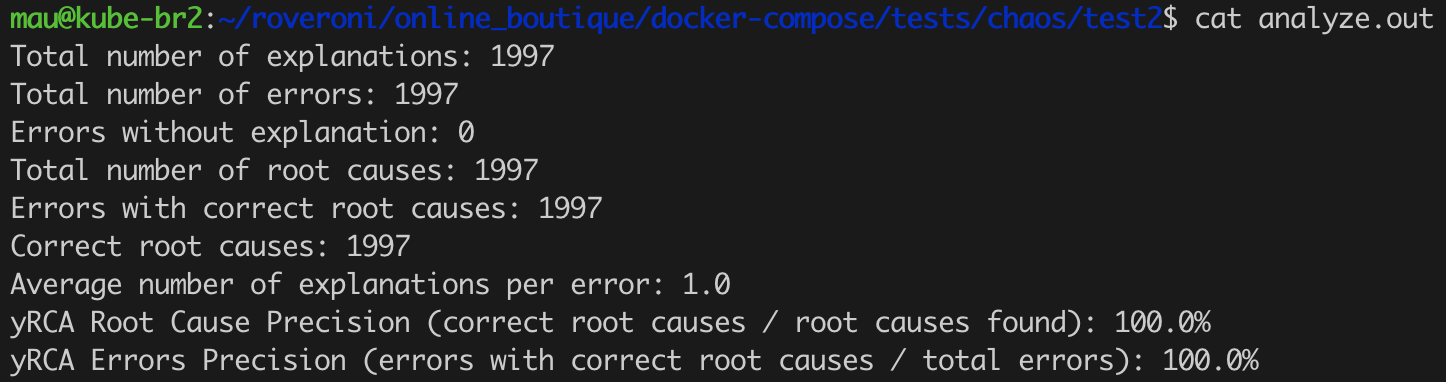 mau@kube-br2:~/roveroni/online_boutique/docker-compose/tests/chaos/test2$ cat analyze.out
Total number of explanations: 1997
Total number of errors: 1997
Errors without explanation: 0
Total number of root causes: 1997
Errors with correct root causes: 1997
Correct root causes: 1997
Average number of explanations per error: 1.0
yRCA Root Cause Precision (correct root causes / root causes found): 100.0%
yRCA Errors Precision (errors with correct root causes / total errors): 100.0%